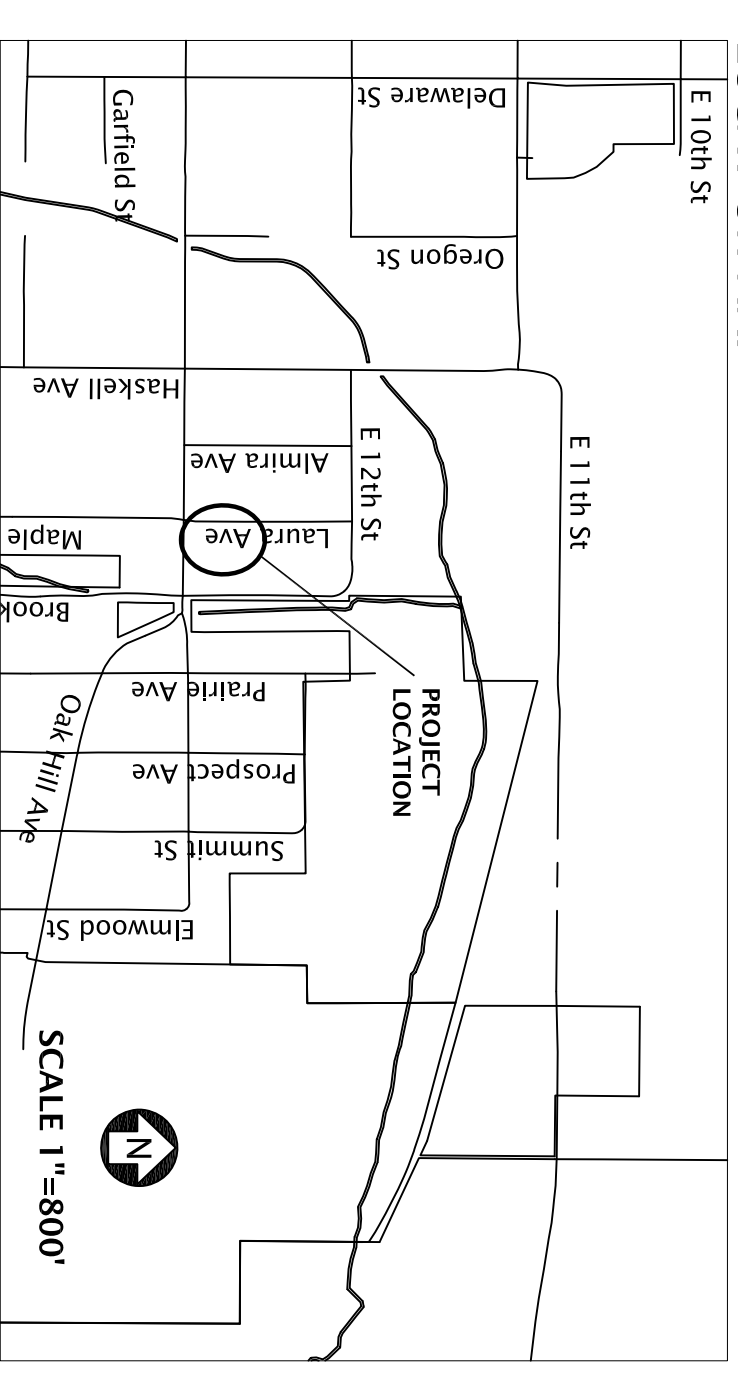 E 10th St
Delaware St
Garfield St
Oregon St
Haskell Ave
E 11th St
E 12th St
Almira Ave
Laura Ave
Maple
Brook
PROJECT
LOCATION
Prairie Ave
Oak Hill Ave
Prospect Ave
Summit St
Elmwood St
N
SCALE 1"=800'